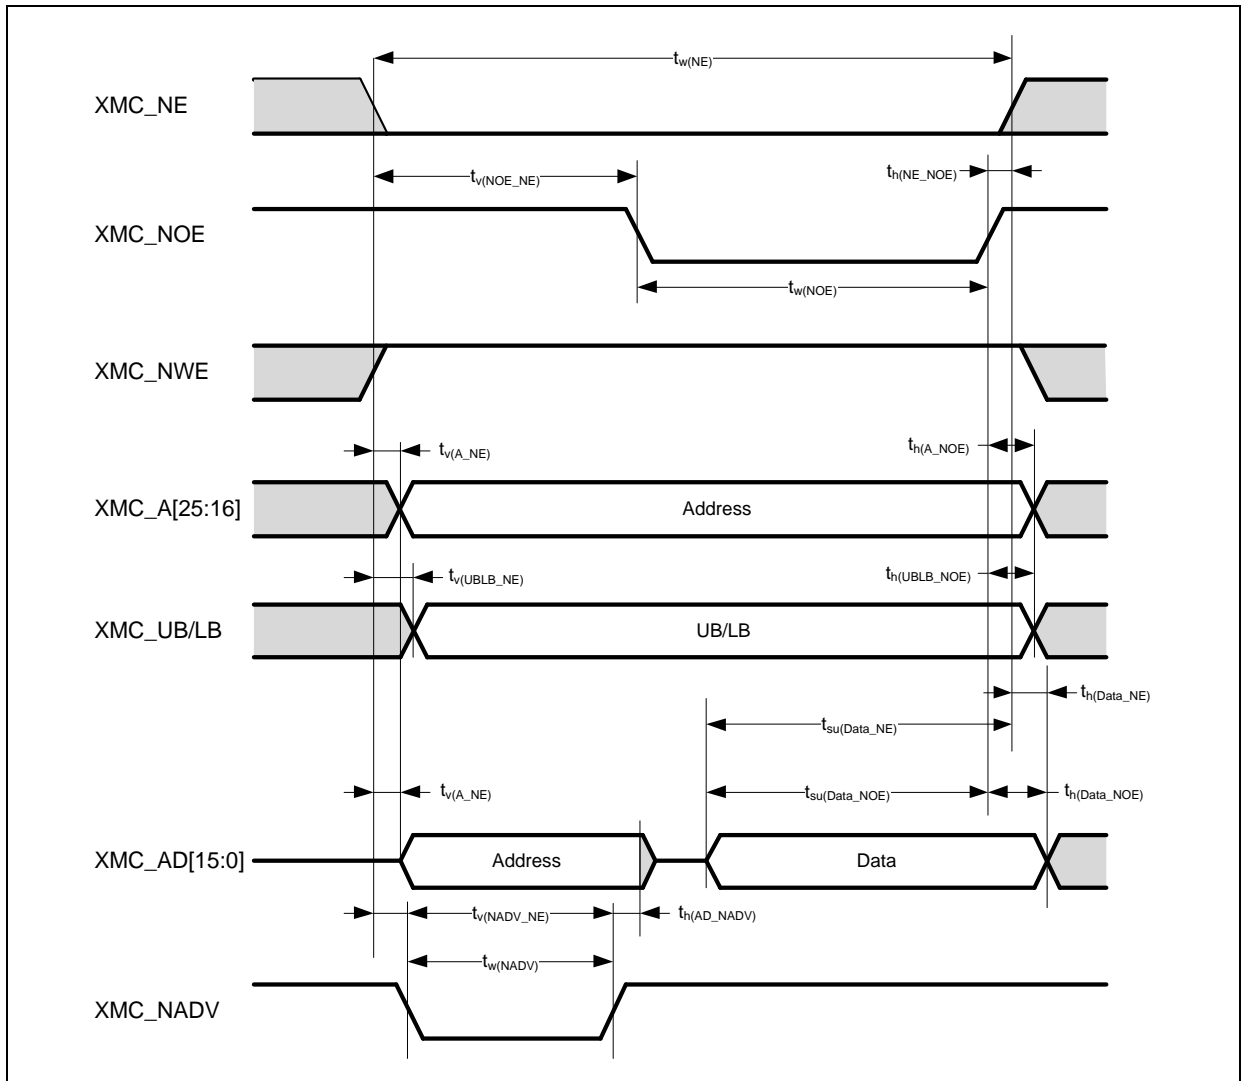 tw(NE)
XMC_NE
tv(NOE_NE)
th(NE_NOE)
XMC_NOE
tw(NOE)
XMC_NWE
tv(A_NE)
th(A_NOE)
XMC_A[25:16]
Address
tv(UBLB_NE)
th(UBLB_NOE)
XMC_UB/LB
UB/LB
th(Data_NE)
tsu(Data_NE)
tv(A_NE)
tsu(Data_NOE)
th(Data_NOE)
XMC_AD[15:0]
Address
Data
tv(NADV_NE)
th(AD_NADV)
tw(NADV)
XMC_NADV